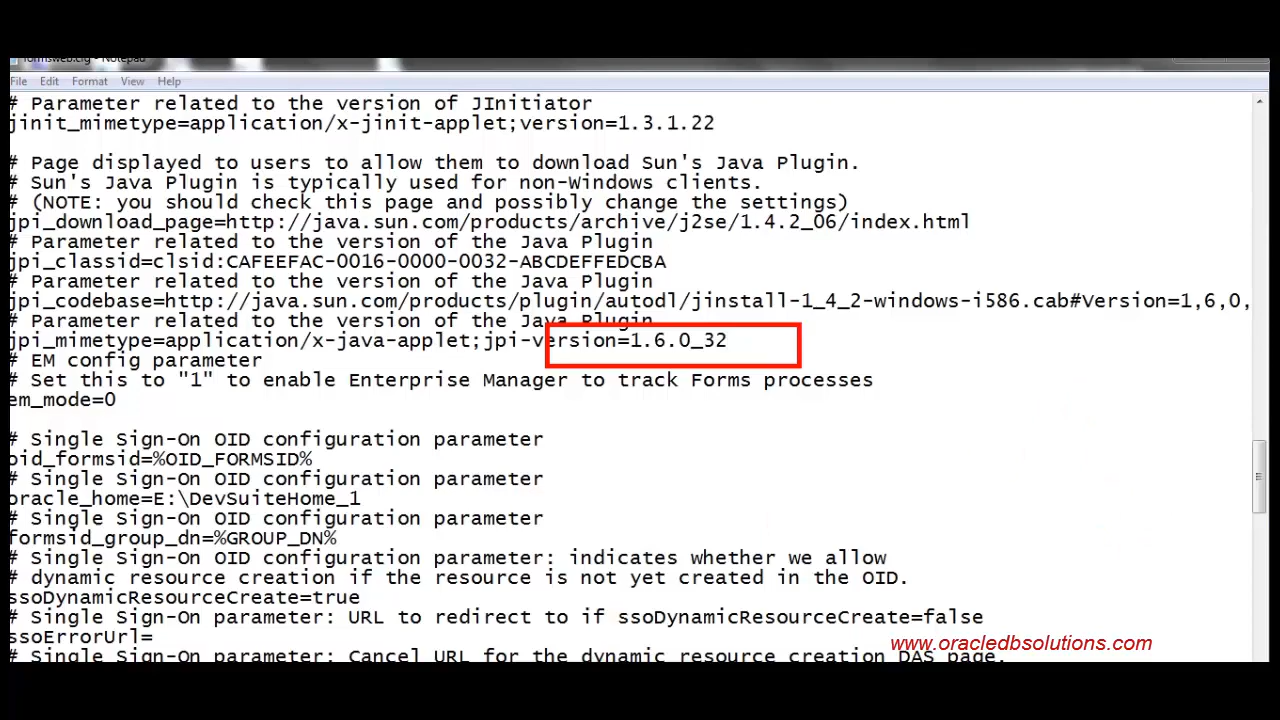 formsweb.cfg - Notepad
File Edit Format View Help
# Parameter related to the version of JInitiator
jinit_mimetype=application/x-jinit-applet;version=1.3.1.22
# Page displayed to users to allow them to download Sun's Java Plugin.
# Sun's Java Plugin is typically used for non-Windows clients.
# (NOTE: you should check this page and possibly change the settings)
jpi_download_page=http://java.sun.com/products/archive/j2se/1.4.2_06/index.html
# Parameter related to the version of the Java Plugin
jpi_classid=clsid:CAFEEFAC-0016-0000-0032-ABCDEFFEDCBA
# Parameter related to the version of the Java Plugin
jpi_codebase=http://java.sun.com/products/plugin/autodl/jinstall-1_4_2-windows-i586.cab#Version=1,6,0,
# Parameter related to the version of the Java Plugin
jpi_mimetype=application/x-java-applet;jpi-version=1.6.0_32
# EM config parameter
# Set this to "1" to enable Enterprise Manager to track Forms processes
em_mode=0
# Single Sign-On OID configuration parameter
oid_formsid=%OID_FORMSID%
# Single Sign-On OID configuration parameter
oracle_home=E:\DevSuiteHome_1
# Single Sign-On OID configuration parameter
formsid_group_dn=%GROUP_DN%
# Single Sign-On OID configuration parameter: indicates whether we allow
# dynamic resource creation if the resource is not yet created in the OID.
ssoDynamicResourceCreate=true
# Single Sign-On parameter: URL to redirect to if ssoDynamicResourceCreate=false
ssoErrorUrl=
# Single Sign-On parameter: Cancel URL for the dynamic resource creation DAS page.
www.oracledbsolutions.com